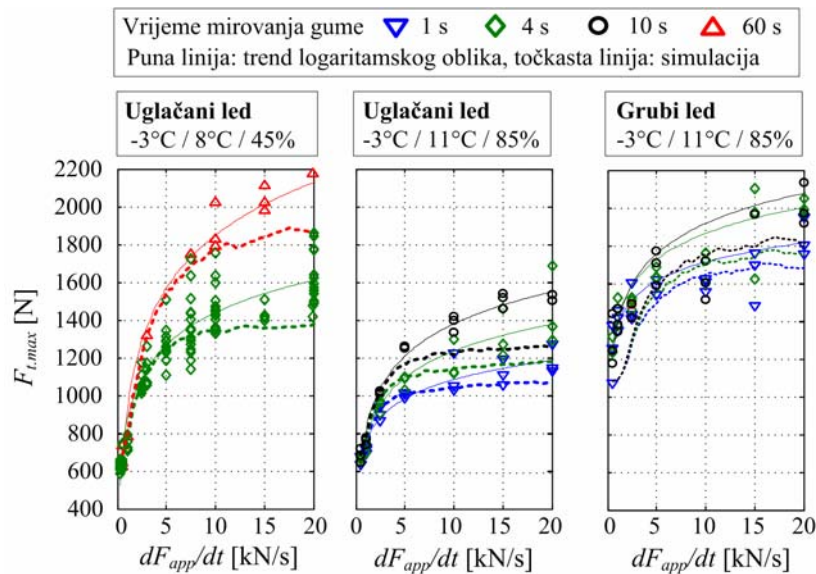 Vrijeme mirovanja gume 1 s 4 s 10 s 60 s
Puna linija: trend logaritamskog oblika, točkasta linija: simulacija
Uglačani led
-3°C / 8°C / 45%
Uglačani led
-3°C / 11°C / 85%
Grubi led
-3°C / 11°C / 85%
F t.max [N]
2200
2000
1800
1600
1400
1200
1000
800
600
400
0 5 10 15 20
0 5 10 15 20
0 5 10 15 20
dFapp/dt [kN/s]
dFapp/dt [kN/s]
dFapp/dt [kN/s]